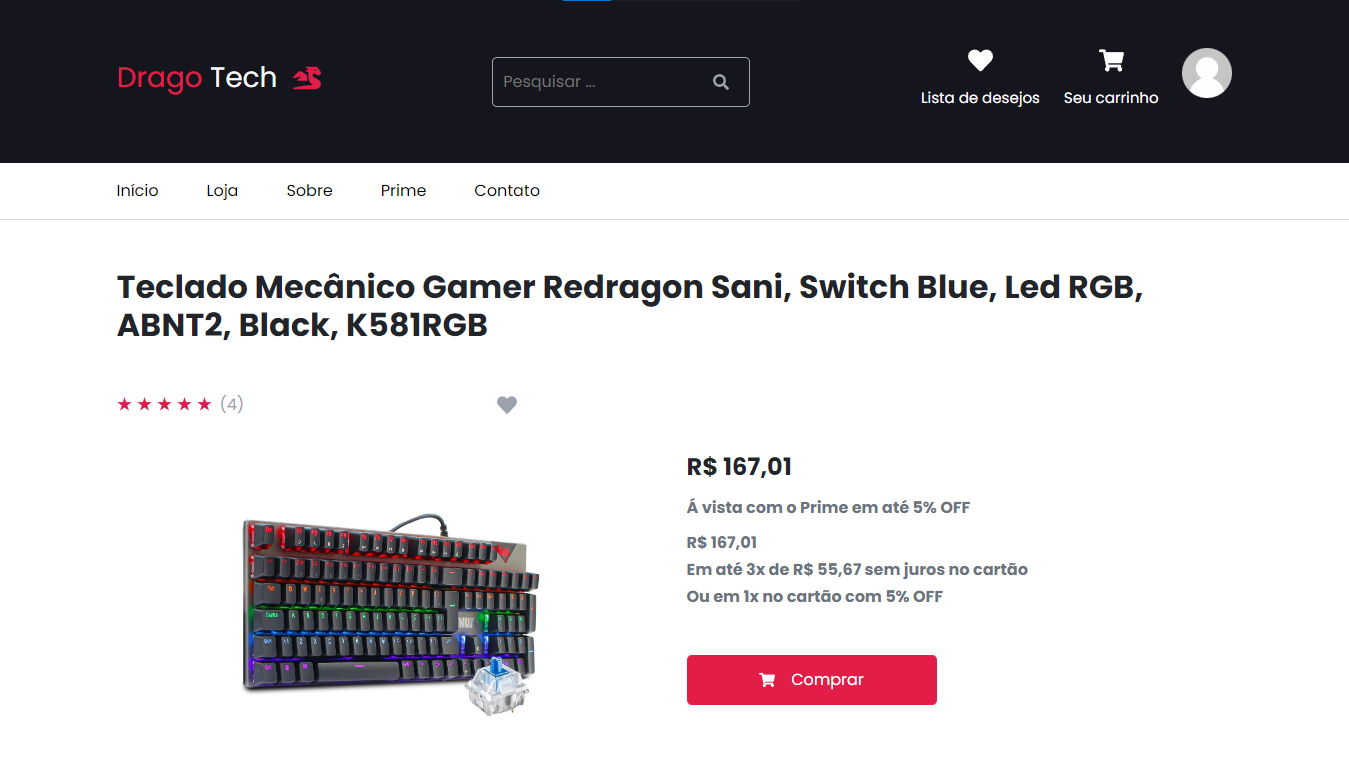 Drago Tech
Pesquisar ...
Lista de desejos
Seu carrinho
Início
Loja
Sobre
Prime
Contato
Teclado Mecânico Gamer Redragon Sani, Switch Blue, Led RGB,
ABNT2, Black, K581RGB
(4)
R$ 167,01
Á vista com o Prime em até 5% OFF
R$ 167,01
Em até 3x de R$ 55,67 sem juros no cartão
Ou em 1x no cartão com 5% OFF
Comprar